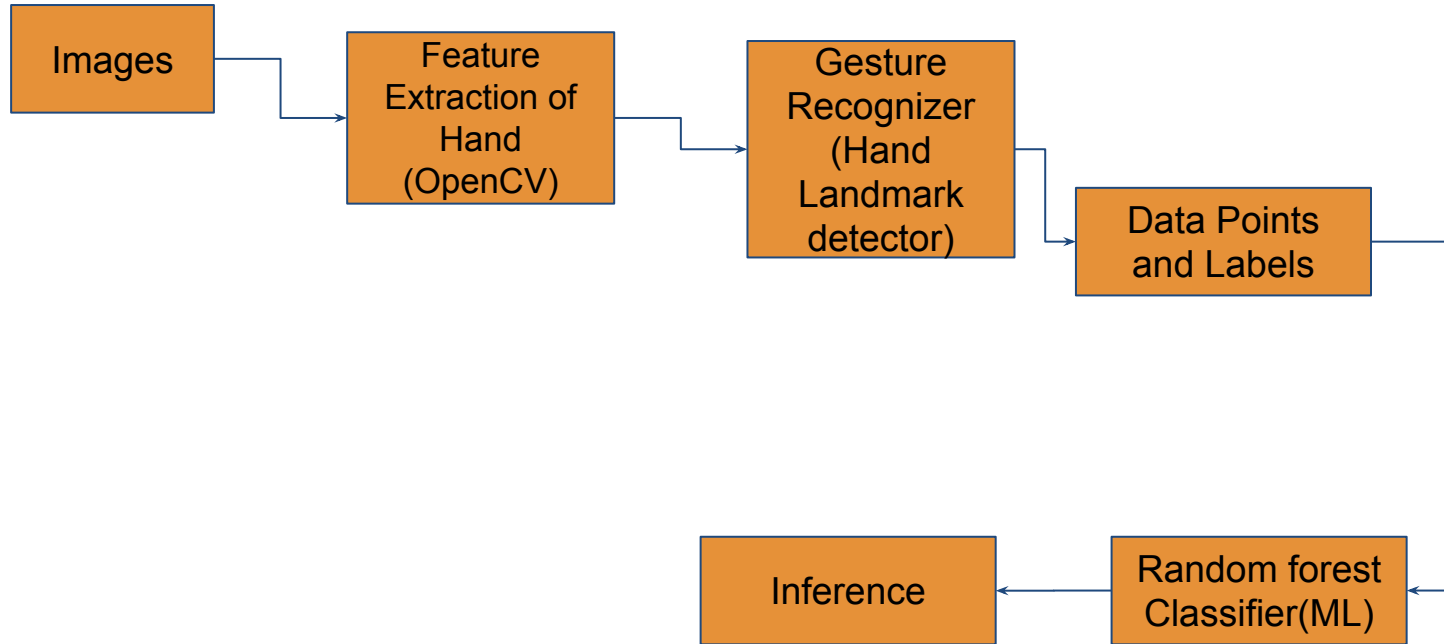 Images
Feature
Extraction of
Hand
(OpenCV)
Gesture
Recognizer
(Hand
Landmark
detector)
Data Points
and Labels
Random forest
Classifier(ML)
Inference